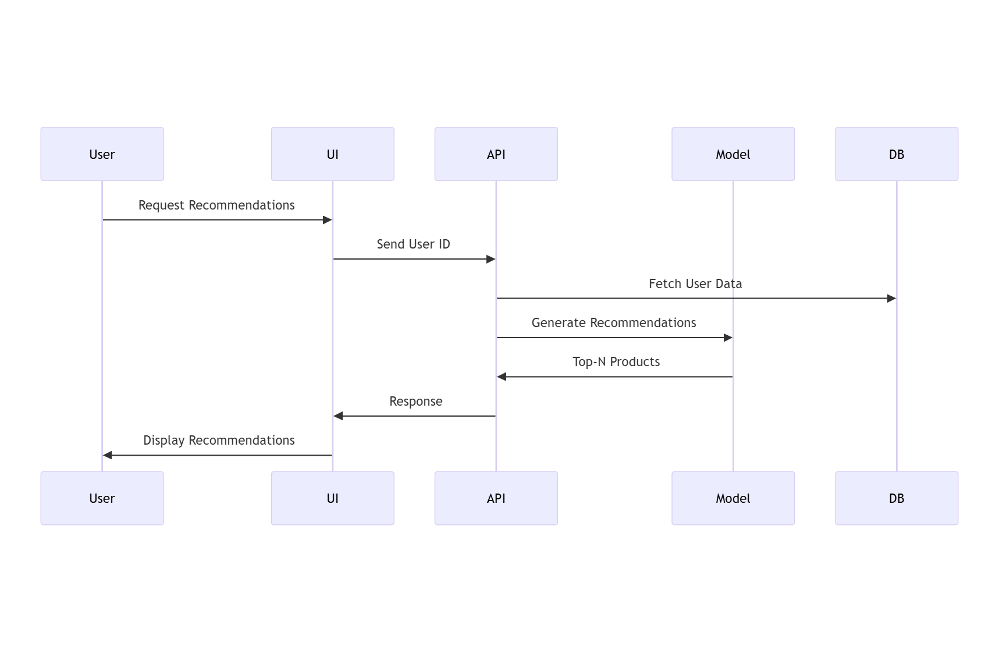 User
UI
API
Model
DB
Request Recommendations
Send User ID
Fetch User Data
Generate Recommendations
Top-N Products
Response
Display Recommendations
User
UI
API
Model
DB